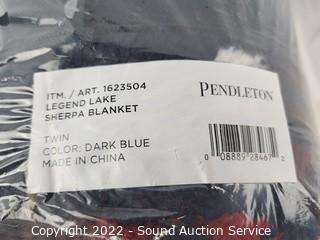 ITM. / ART. 1623504
LEGEND LAKE
SHERPA BLANKET
PENDLETON
TWIN
COLOR: DARK BLUE
MADE IN CHINA
0 08889 28467 2
Copyright 2022 - Sound Auction Service